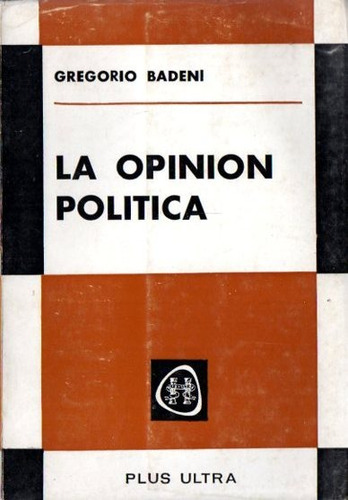 GREGORIO BADENI
LA OPINION
POLITICA
PLUS ULTRA